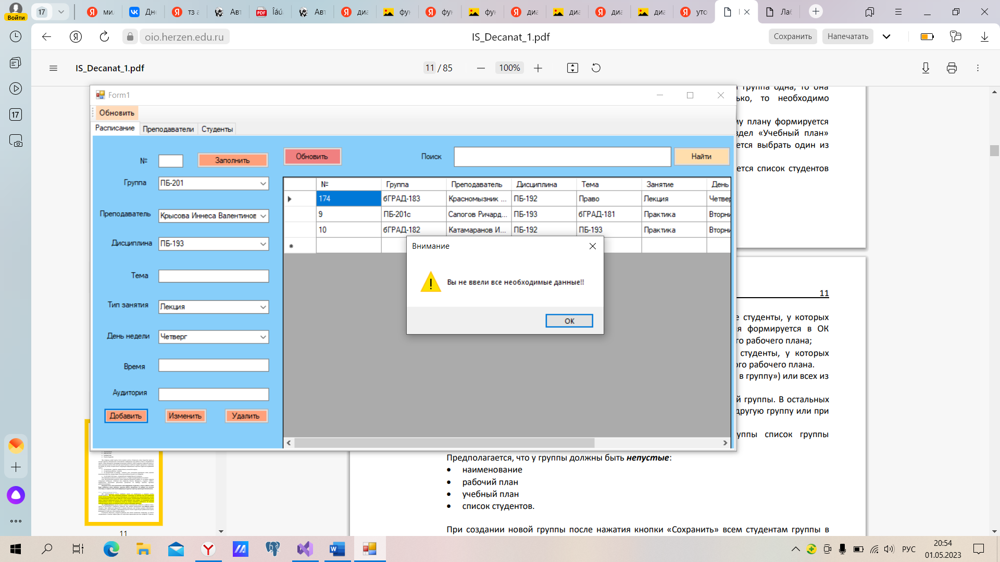 Войти
17
ми
Дн
тз а
Авт
Îáú
Авт
диа
фун
фун
фун
диа
диа
диа
диа
уто
Лаб
oio.herzen.edu.ru
IS_Decanat_1.pdf
Сохранить
Напечатать
17
IS_Decanat_1.pdf
11 / 85
100%
Form1
Обновить
Расписание
Преподаватели
Студенты
№
Заполнить
Обновить
Поиск
Найти
Группа
ПБ-201
Преподаватель
Крысова Иннеса Валентинов
Дисциплина
ПБ-193
Тема
Тип занятия
Лекция
День недели
Четверг
Время
Аудитория
Добавить
Изменить
Удалить
№ Группа Преподаватель Дисциплина Тема Занятие День
174 бГРАД-183 Красномызник ... ПБ-192 Право Лекция Четвер
9 ПБ-201с Сапогов Ричард... ПБ-193 бГРАД-181 Практика Вторни
10 бГРАД-182 Катамаранов И... ПБ-192 ПБ-193 Практика Вторни
Внимание
Вы не ввели все необходимые данные!!
OK
группа одна, то она
ько, то необходимо
му плану формируется
здел «Учебный план»
ется выбрать один из
ется список студентов
11
е студенты, у которых
я формируется в ОК
го рабочего плана;
студенты, у которых
ого рабочего плана.
в группу») или всех из
й группы. В остальных
другую группу или при
уппы список группы
Предполагается, что у группы должны быть непустые:
• наименование
• рабочий план
• учебный план
• список студентов.
При создании новой группы после нажатия кнопки «Сохранить» всем студентам группы в
11
РУС
20:54
01.05.2023